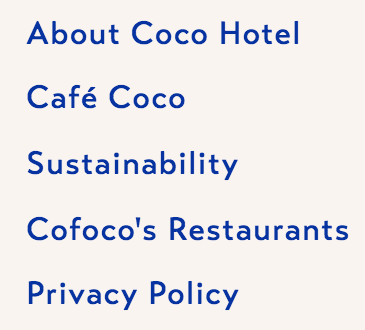 About Coco Hotel
Café Coco
Sustainability
Cofoco's Restaurants
Privacy Policy